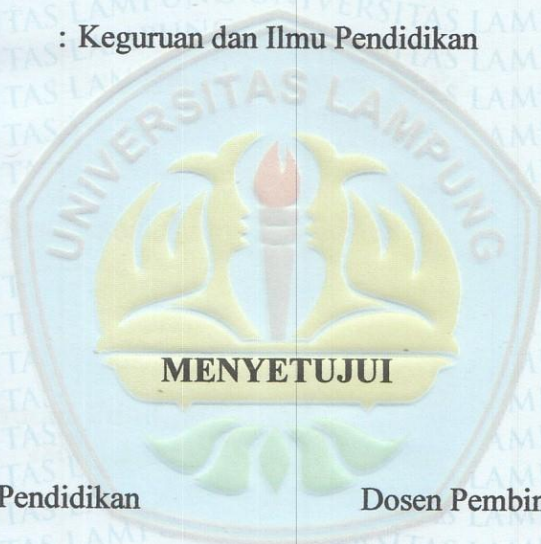 : Keguruan dan Ilmu Pendidikan
UNIVERSITAS LAMPUNG
MENYETUJUI
Pendidikan Dosen Pembin